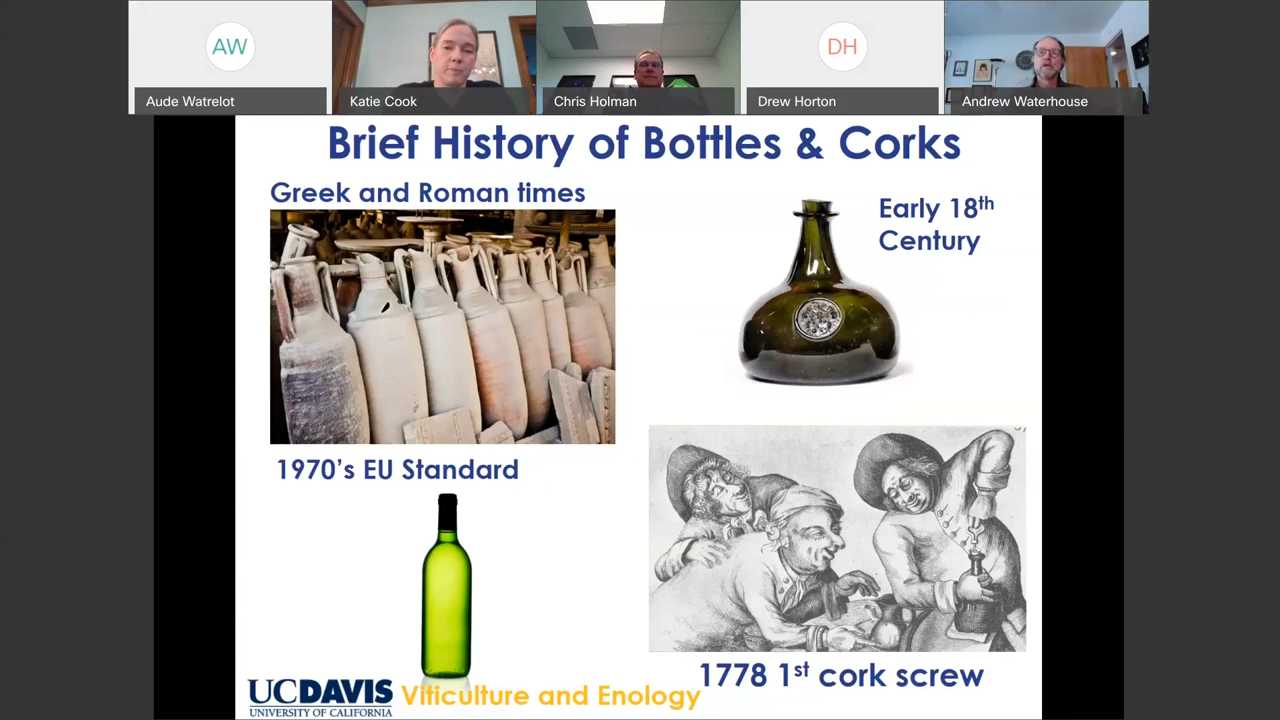 AW
DH
Aude Watrelot
Katie Cook
Chris Holman
Drew Horton
Andrew Waterhouse
Brief History of Bottles & Corks
Greek and Roman times
Early 18th
Century
1970's EU Standard
1778 1st cork screw
UCDAVIS
UNIVERSITY OF CALIFORNIA
Viticulture and Enology